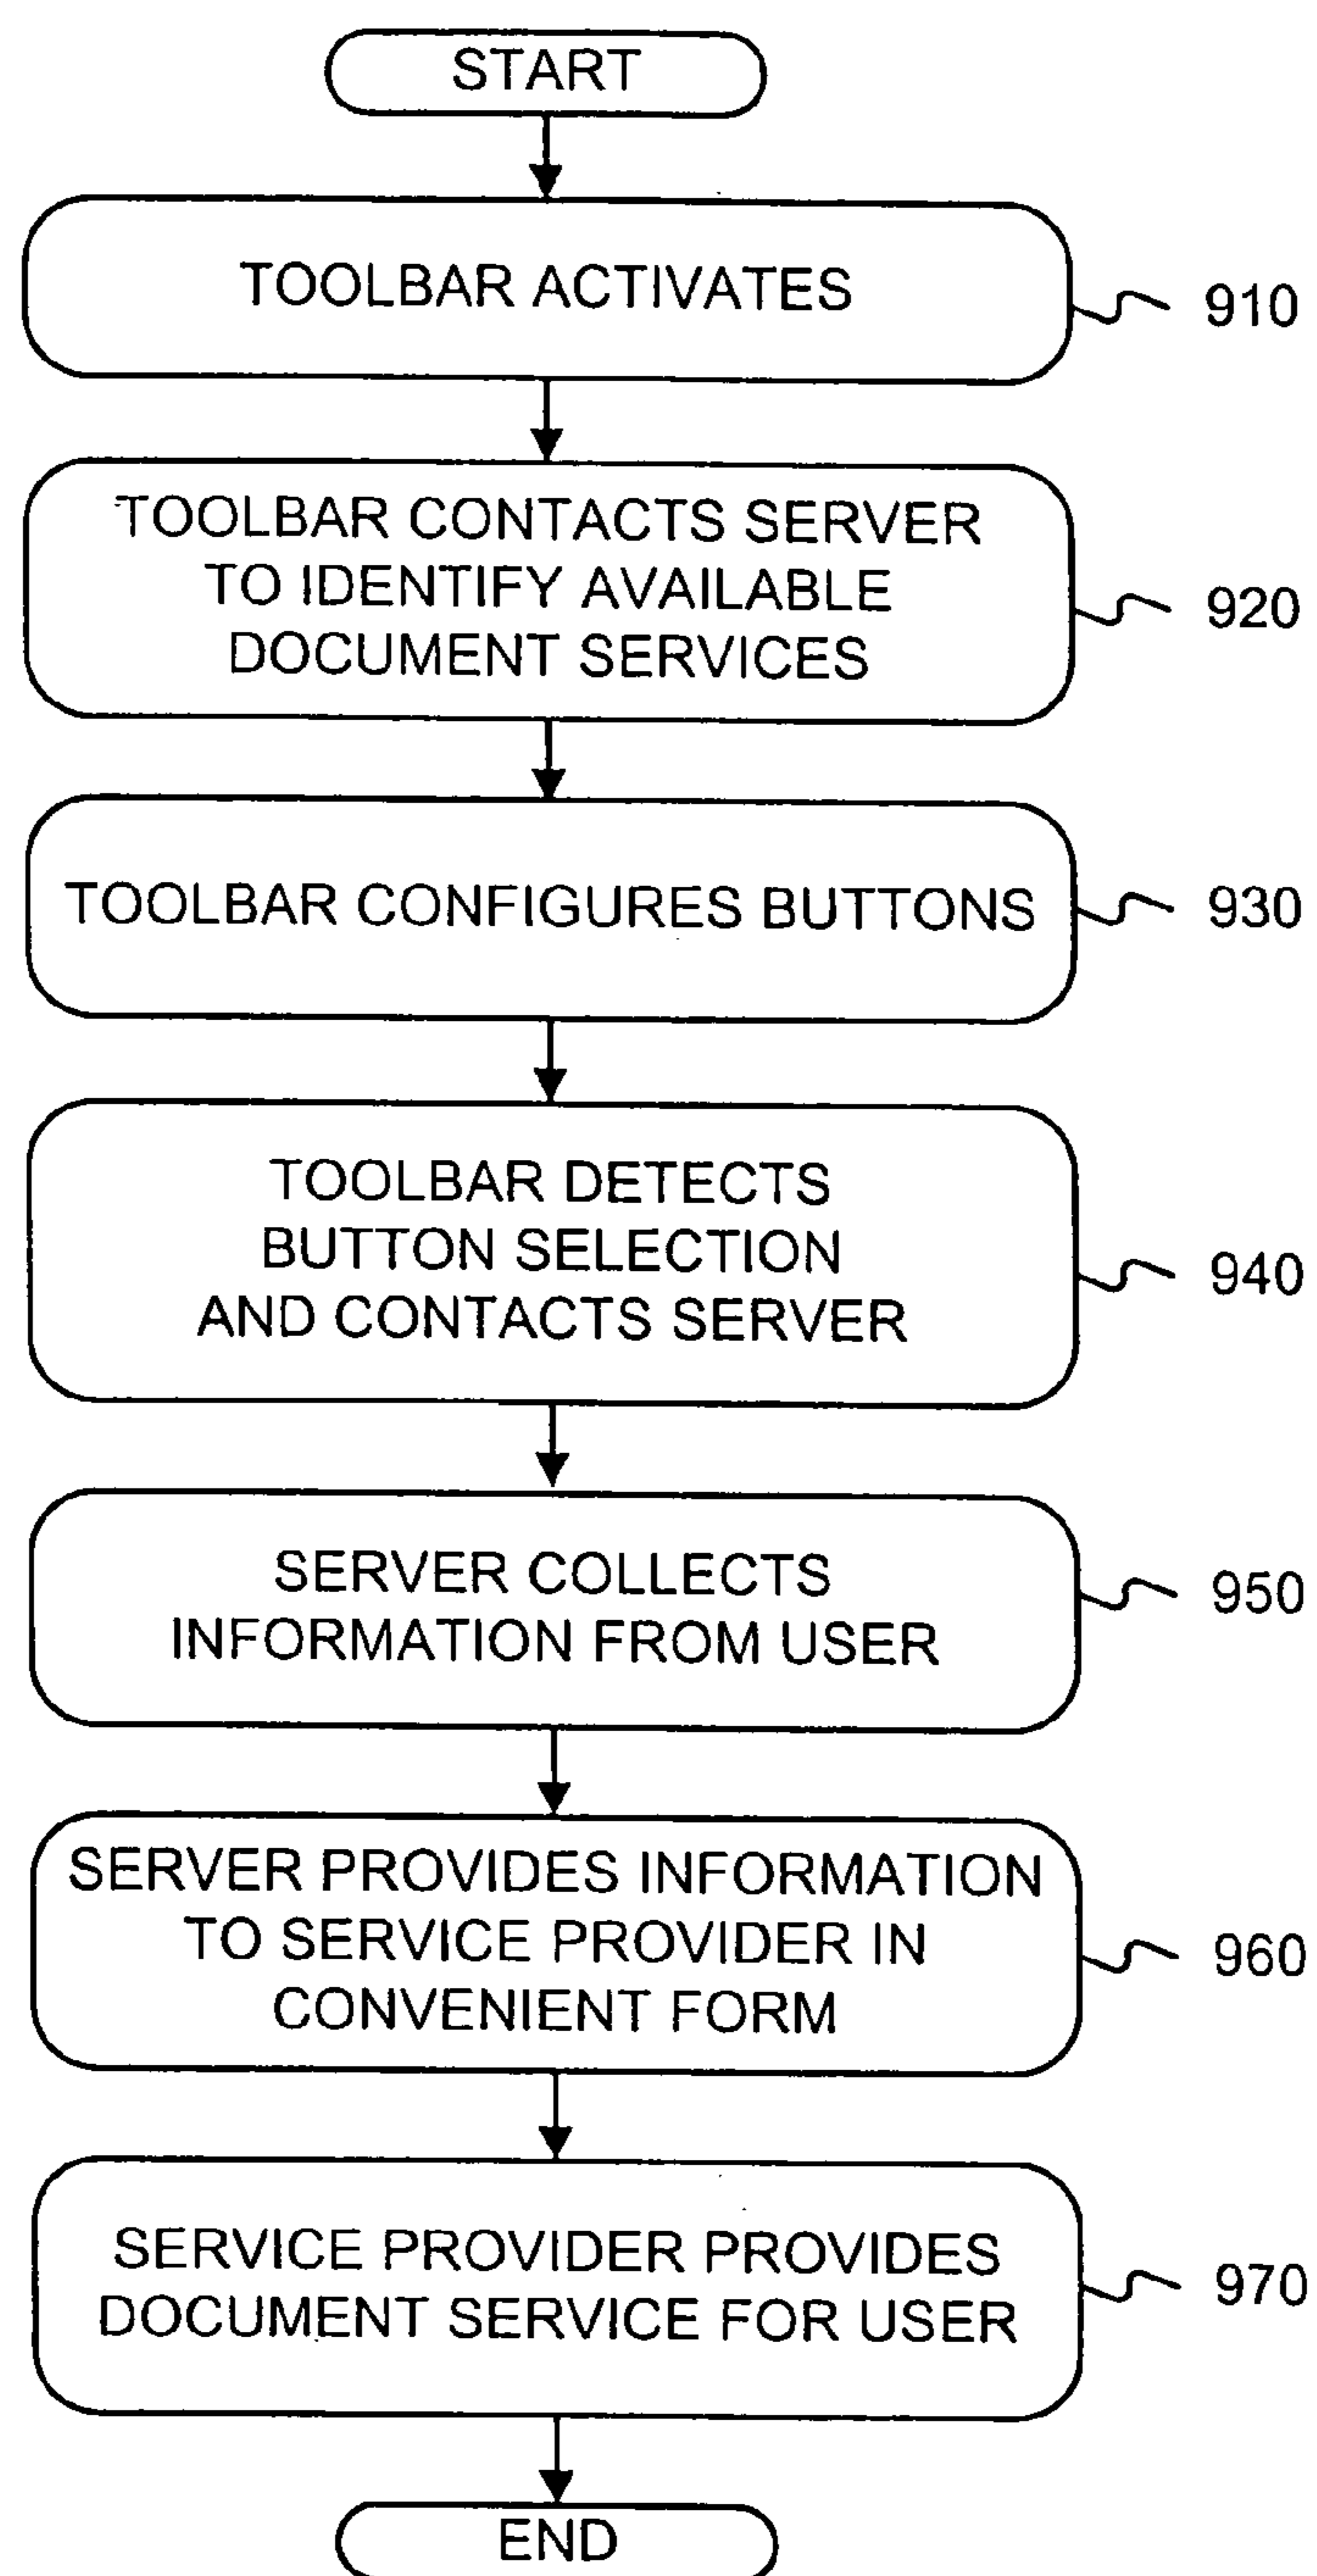 START
TOOLBAR ACTIVATES
910
TOOLBAR CONTACTS SERVER
TO IDENTIFY AVAILABLE
DOCUMENT SERVICES
920
TOOLBAR CONFIGURES BUTTONS
930
TOOLBAR DETECTS
BUTTON SELECTION
AND CONTACTS SERVER
940
SERVER COLLECTS
INFORMATION FROM USER
950
SERVER PROVIDES INFORMATION
TO SERVICE PROVIDER IN
CONVENIENT FORM
960
SERVICE PROVIDER PROVIDES
DOCUMENT SERVICE FOR USER
970
END